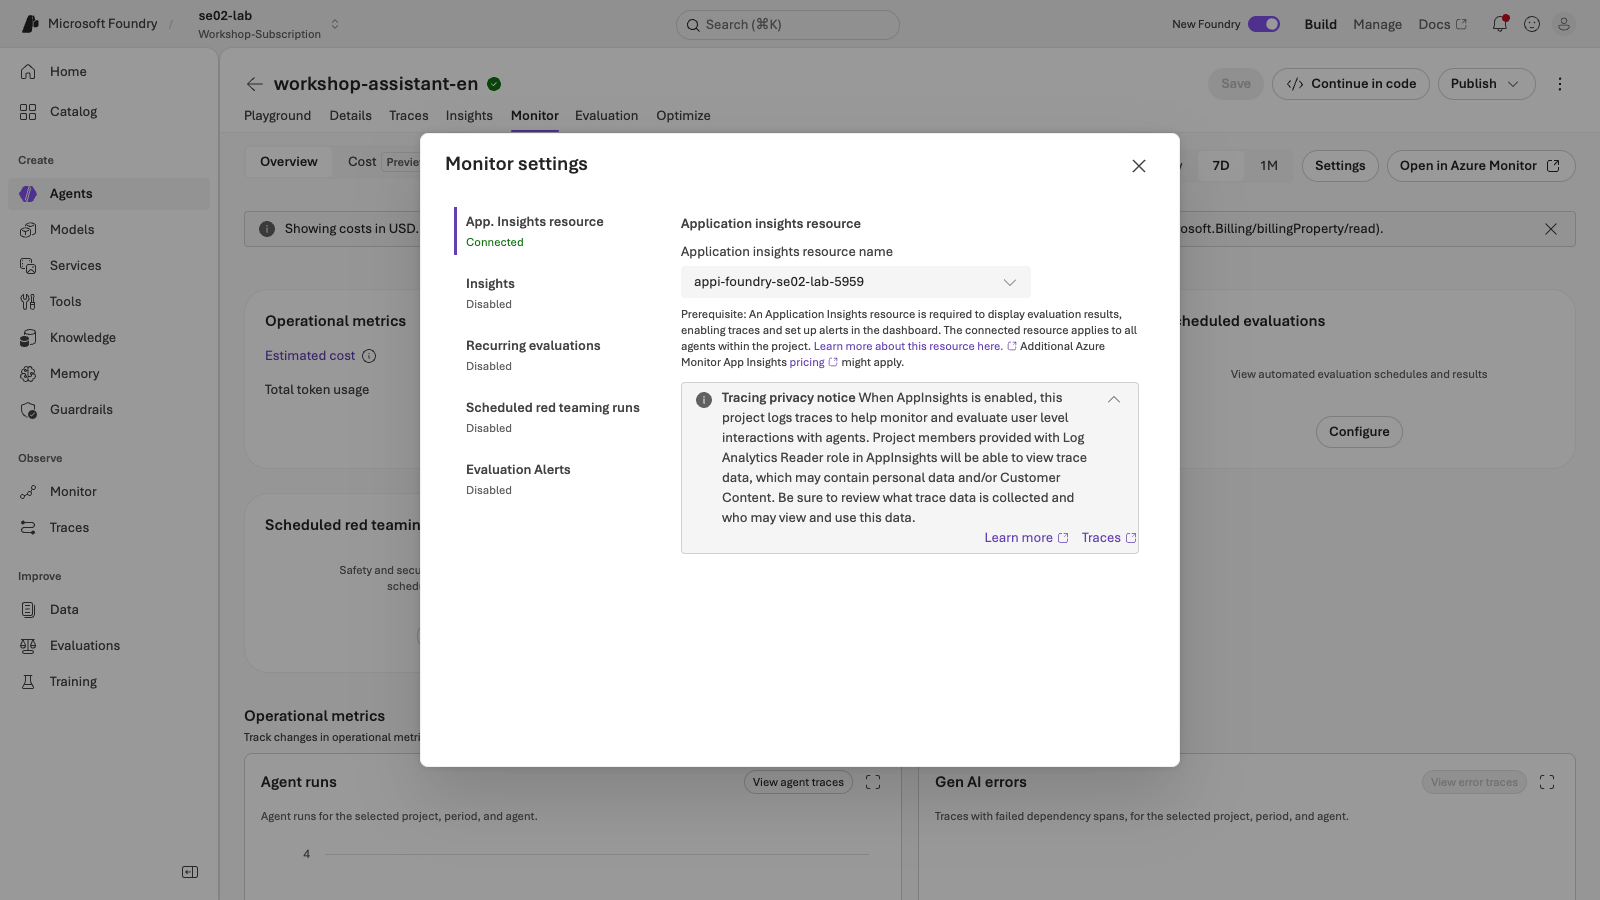 Microsoft Foundry
/
se02-lab
Workshop-Subscription
Search (⌘K)
New Foundry
Build
Manage
Docs
Home
Catalog
Create
Agents
Models
Services
Tools
Knowledge
Memory
Guardrails
Observe
Monitor
Traces
Improve
Data
Evaluations
Training
workshop-assistant-en
Save
Continue in code
Publish
Playground
Details
Traces
Insights
Monitor
Evaluation
Optimize
Overview
Cost
7D
1M
Settings
Open in Azure Monitor
Showing costs in USD.
osoft.Billing/billingProperty/read).
Operational metrics
Estimated cost
Total token usage
cheduled evaluations
View automated evaluation schedules and results
Configure
Scheduled red teamin
Safety and secu
sched
Operational metrics
Track changes in operational metri
Agent runs
View agent traces
Agent runs for the selected project, period, and agent.
4
Gen AI errors
View error traces
Traces with failed dependency spans, for the selected project, period, and agent.
Monitor settings
App. Insights resource
Connected
Insights
Disabled
Recurring evaluations
Disabled
Scheduled red teaming runs
Disabled
Evaluation Alerts
Disabled
Application insights resource
Application insights resource name
appi-foundry-se02-lab-5959
Prerequisite: An Application Insights resource is required to display evaluation results,
enabling traces and set up alerts in the dashboard. The connected resource applies to all
agents within the project. Learn more about this resource here. Additional Azure
Monitor App Insights pricing might apply.
Tracing privacy notice When AppInsights is enabled, this
project logs traces to help monitor and evaluate user level
interactions with agents. Project members provided with Log
Analytics Reader role in AppInsights will be able to view trace
data, which may contain personal data and/or Customer
Content. Be sure to review what trace data is collected and
who may view and use this data.
Learn more
Traces